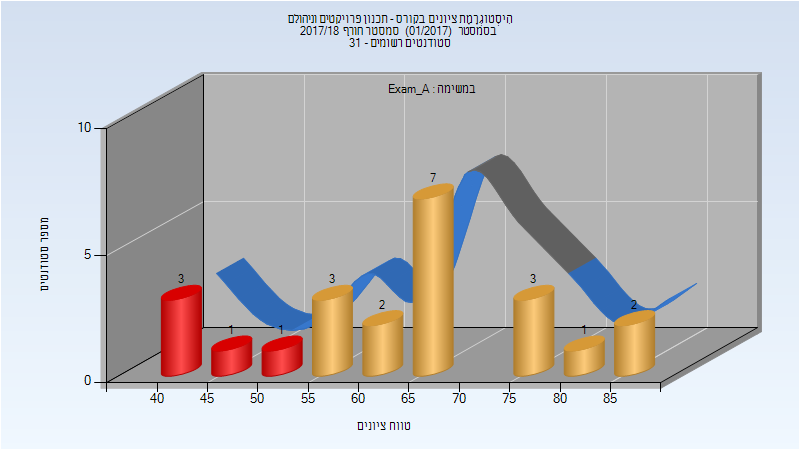 היסטוגרמת ציונים בקורס - תכנון פרויקטים וניהולם
בסמסטר (01/2017) סמסטר חורף 2017/18
סטודנטים רשומים - 31
במשימה : Exam_A
10
5
0
מספר סטודנטים
3
1
1
3
2
7
3
1
2
40 45 50 55 60 65 70 75 80 85
טווח ציונים